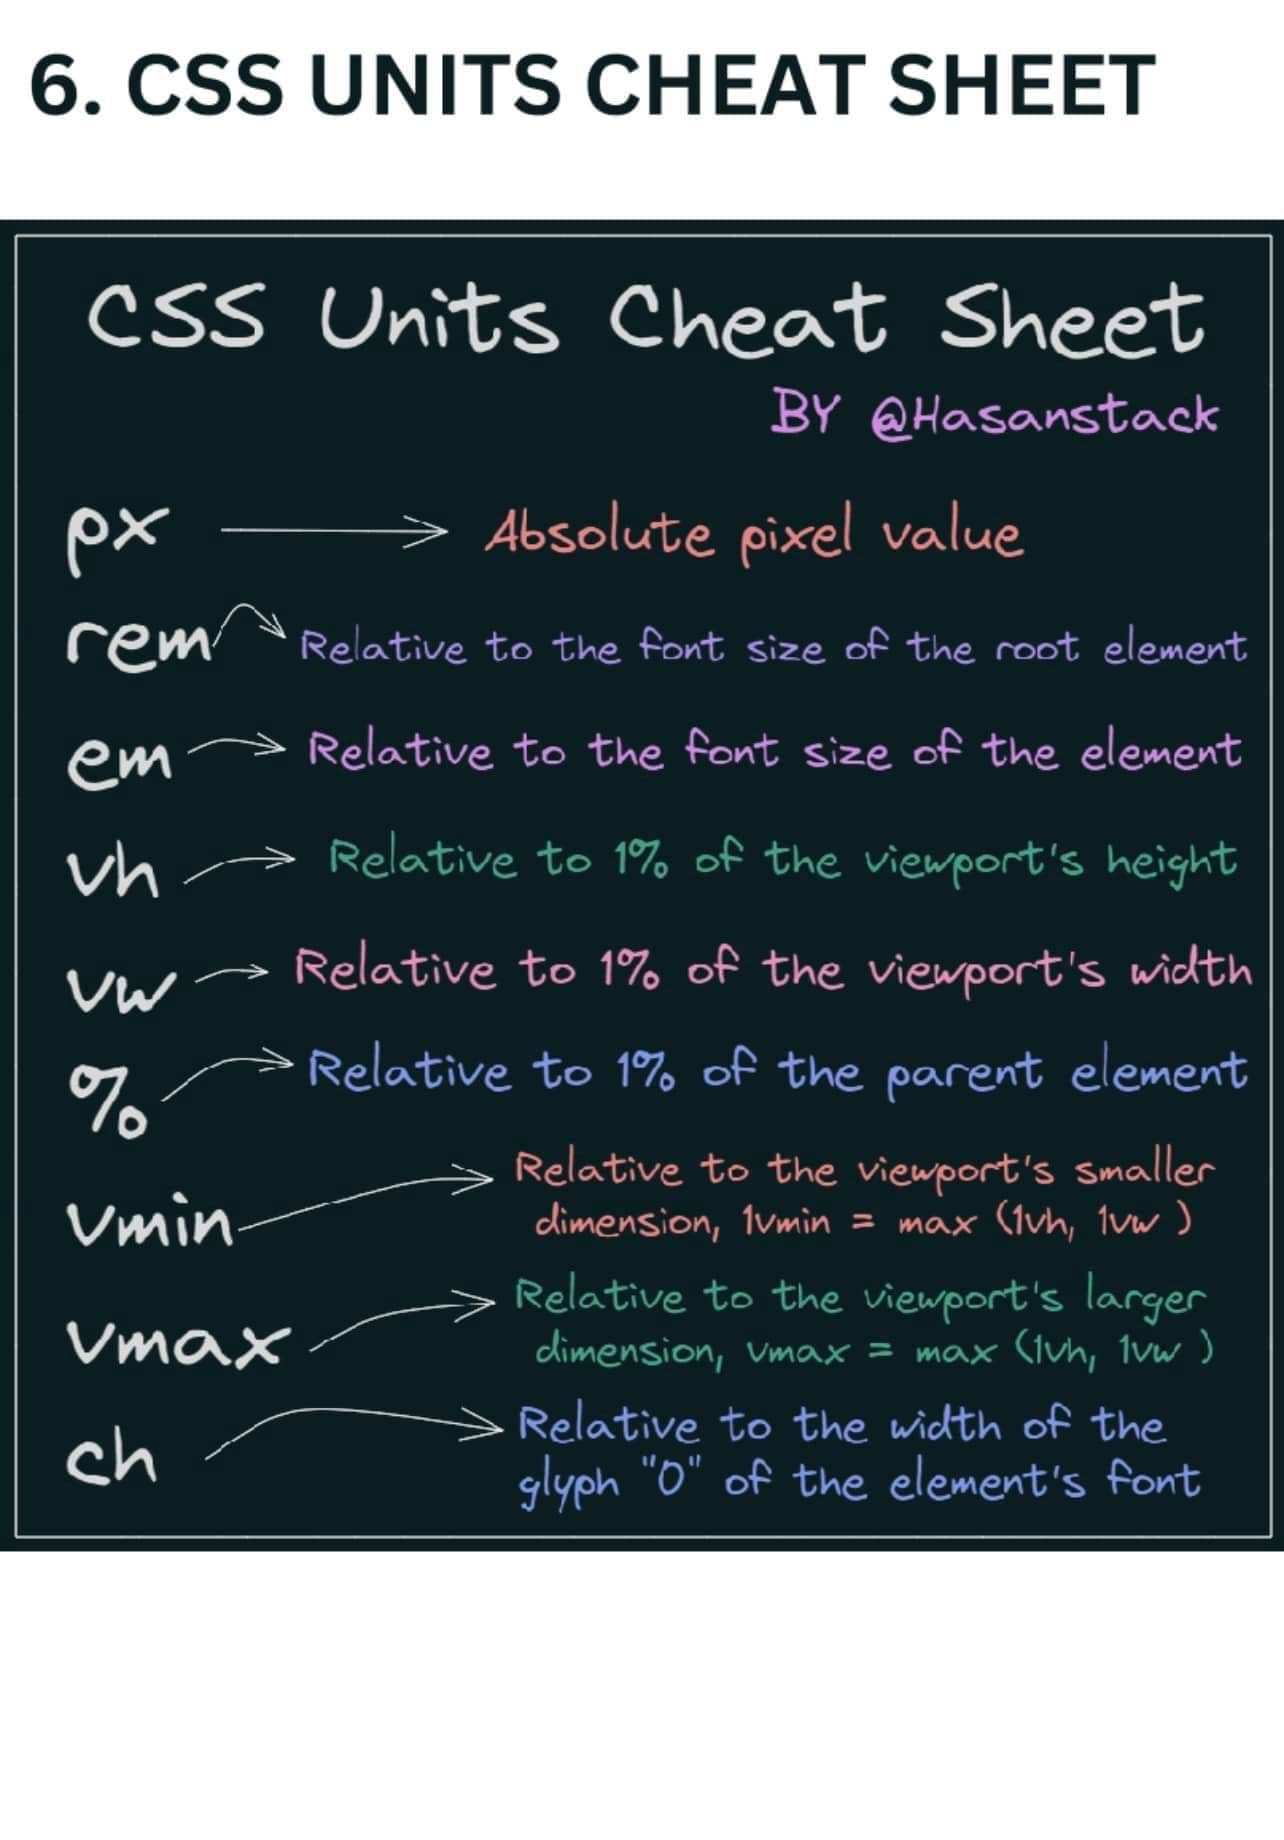 6. CSS UNITS CHEAT SHEET
CSS Units Cheat Sheet
BY @Hasanstack
px Absolute pixel value
rem Relative to the font size of the root element
em Relative to the font size of the element
vh Relative to 1% of the viewport's height
vw Relative to 1% of the viewport's width
% Relative to 1% of the parent element
vmin Relative to the viewport's smaller
dimension, 1vmin = max (1vh, 1vw )
vmax Relative to the viewport's larger
dimension, vmax = max (1vh, 1vw )
ch Relative to the width of the
glyph "0" of the element's font